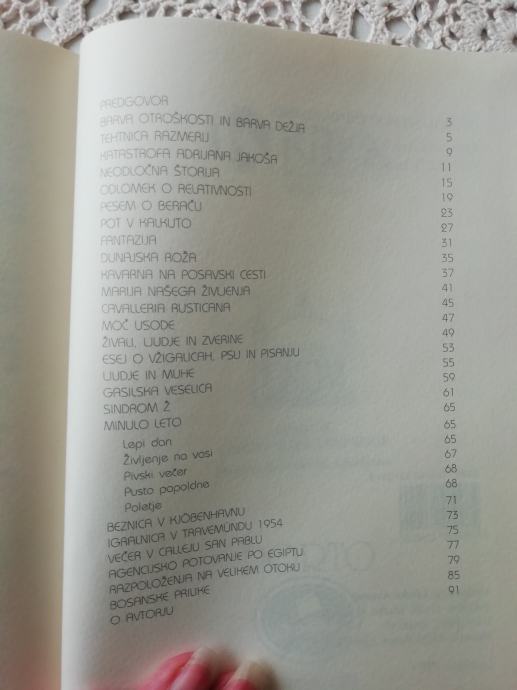 PREDGOVOR 3
BARVA OTROŠKOSTI IN BARVA DEŽJA 5
TEHTNICA RAZMERIJ 9
KATASTROFA ADRIJANA JAKOŠA 11
NEODLOČNA ŠTORIJA 15
ODLOMEK O RELATIVNOSTI 19
PESEM O BERAČU 23
POT V KALKUTO 27
FANTAZIJA 31
DUNAJSKA ROŽA 35
KAVARNA NA POSAVSKI CESTI 37
MARIJA NAŠEGA ŽIVLJENJA 41
CAVALLERIA RUSTICANA 45
MOČ USODE 47
ŽIVALI, LJUDJE IN ZVERINE 49
ESEJ O VŽIGALICAH, PSU IN PISANJU 53
LJUDJE IN MUHE 55
GASILSKA VESELICA 59
SINDROM Ž 61
MINULO LETO 65
Lepi dan 65
Življenje na vasi 65
Pivski večer 67
Pusto popoldne 68
Poletje 68
BEZNICA V KJÖBENHAVNU 71
IGRALNICA V TRAVEMÜNDU 1954 73
VEČER V CALLEJU SAN PABLU 75
AGENCIJSKO POTOVANJE PO EGIPTU 77
RAZPOLOŽENJA NA VELIKEM OTOKU 79
BOSANSKE PRILIKE 85
O AVTORJU 91